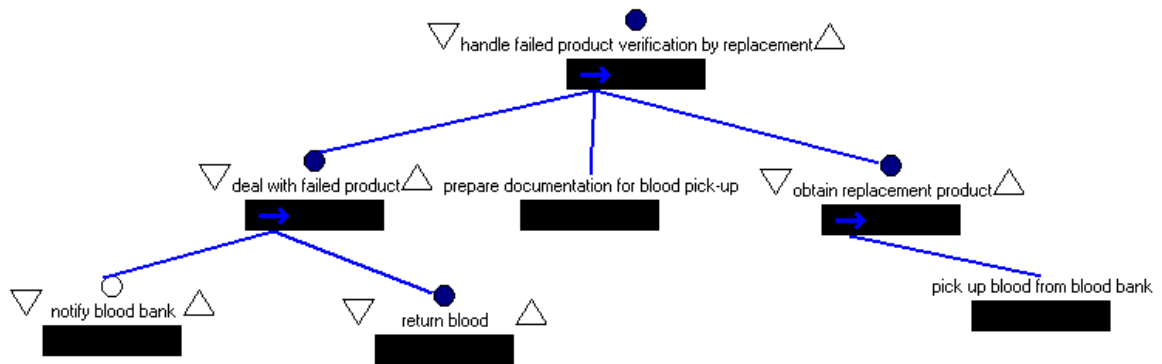 handle failed product verification by replacement
deal with failed product
prepare documentation for blood pick-up
obtain replacement product
notify blood bank
return blood
pick up blood from blood bank